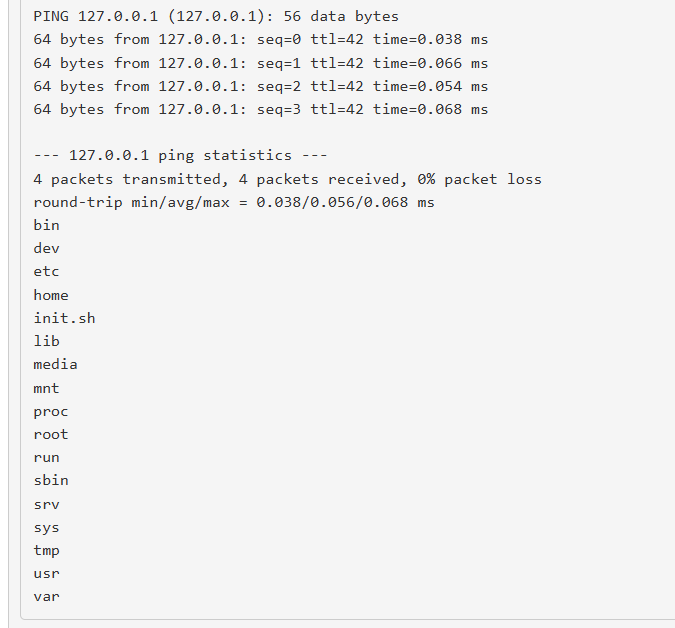 PING 127.0.0.1 (127.0.0.1): 56 data bytes
64 bytes from 127.0.0.1: seq=0 ttl=42 time=0.038 ms
64 bytes from 127.0.0.1: seq=1 ttl=42 time=0.066 ms
64 bytes from 127.0.0.1: seq=2 ttl=42 time=0.054 ms
64 bytes from 127.0.0.1: seq=3 ttl=42 time=0.068 ms

--- 127.0.0.1 ping statistics ---
4 packets transmitted, 4 packets received, 0% packet loss
round-trip min/avg/max = 0.038/0.056/0.068 ms
bin
dev
etc
home
init.sh
lib
media
mnt
proc
root
run
sbin
srv
sys
tmp
usr
var